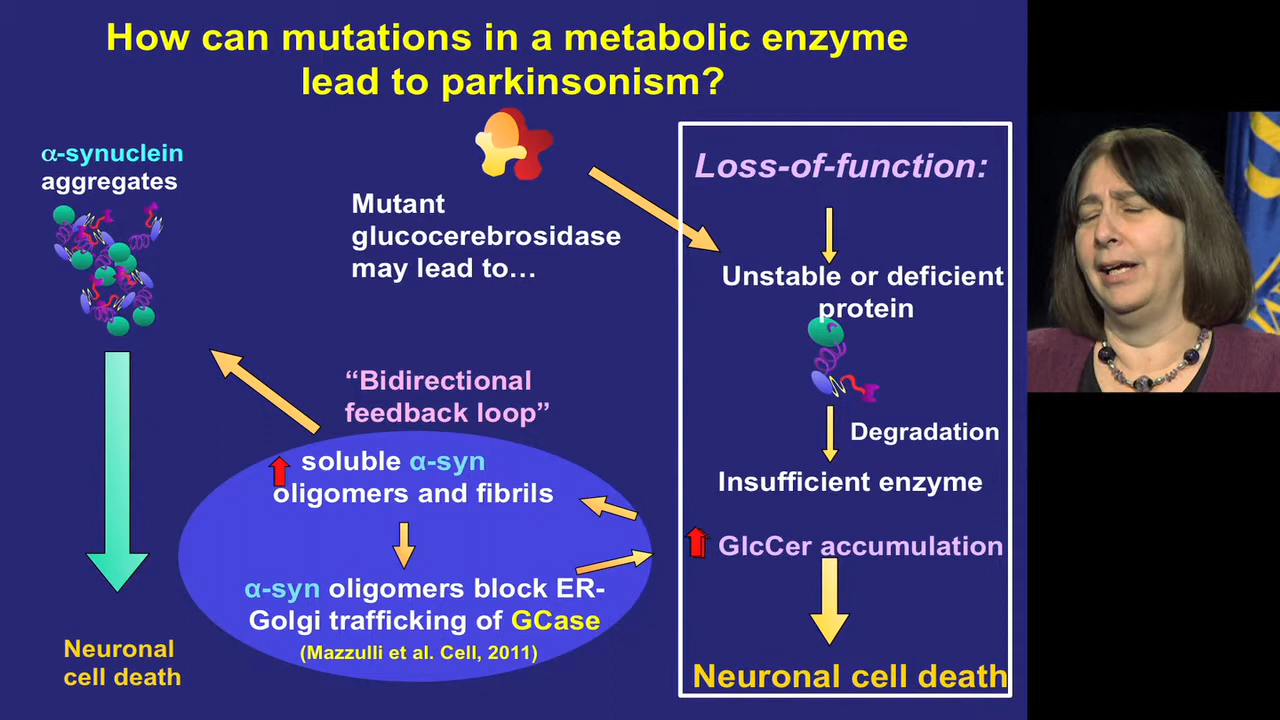 How can mutations in a metabolic enzyme
lead to parkinsonism?
α-synuclein
aggregates
Mutant
glucocerebrosidase
may lead to…
Loss-of-function:
Unstable or deficient
protein
Degradation
Insufficient enzyme
GlcCer accumulation
Neuronal cell death
“Bidirectional
feedback loop”
soluble α-syn
oligomers and fibrils
α-syn oligomers block ER-
Golgi trafficking of GCase
(Mazzulli et al. Cell, 2011)
Neuronal
cell death